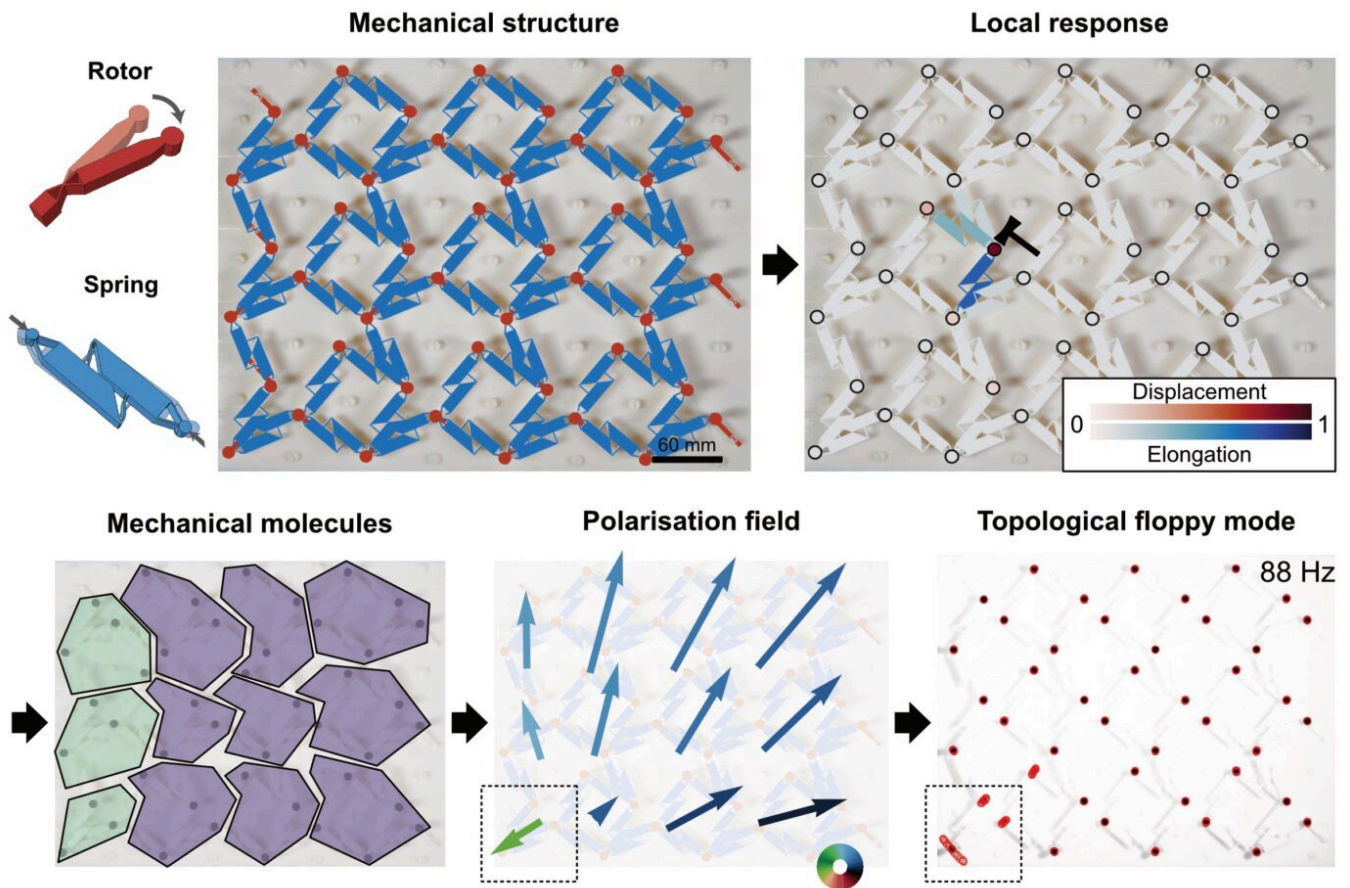 Mechanical structure
Local response
Rotor
Spring
60 mm
Displacement
0
1
Elongation
Mechanical molecules
Polarisation field
Topological floppy mode
88 Hz